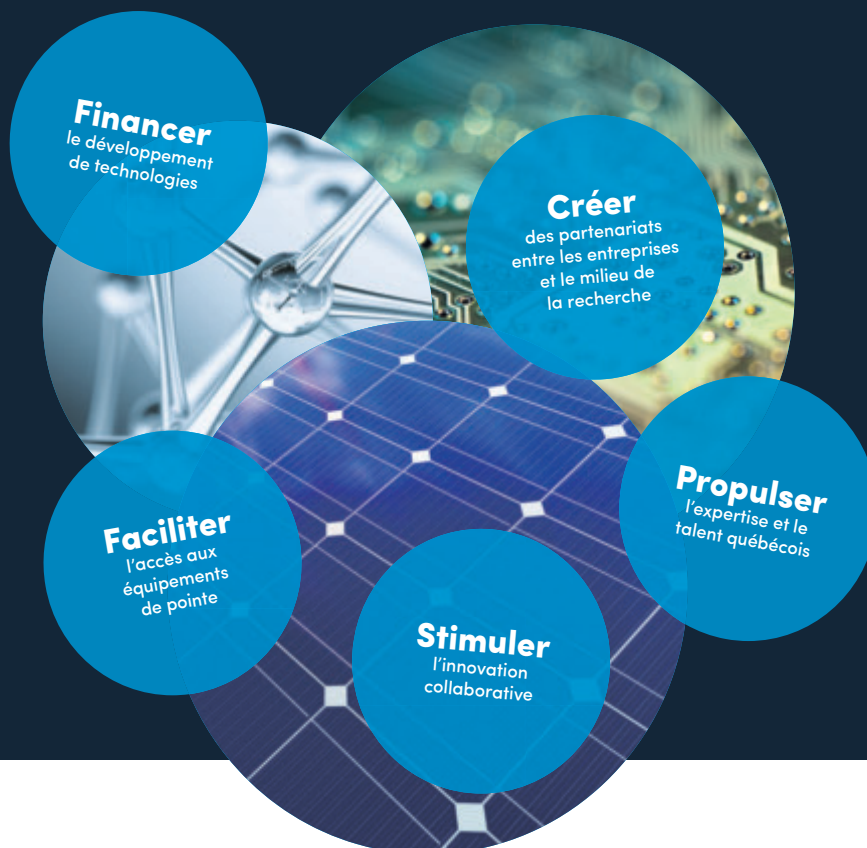 Financer
le développement
de technologies
Créer
des partenariats
entre les entreprises
et le milieu de
la recherche
Propulser
l'expertise et le
talent québécois
Faciliter
l'accès aux
équipements
de pointe
Stimuler
l'innovation
collaborative